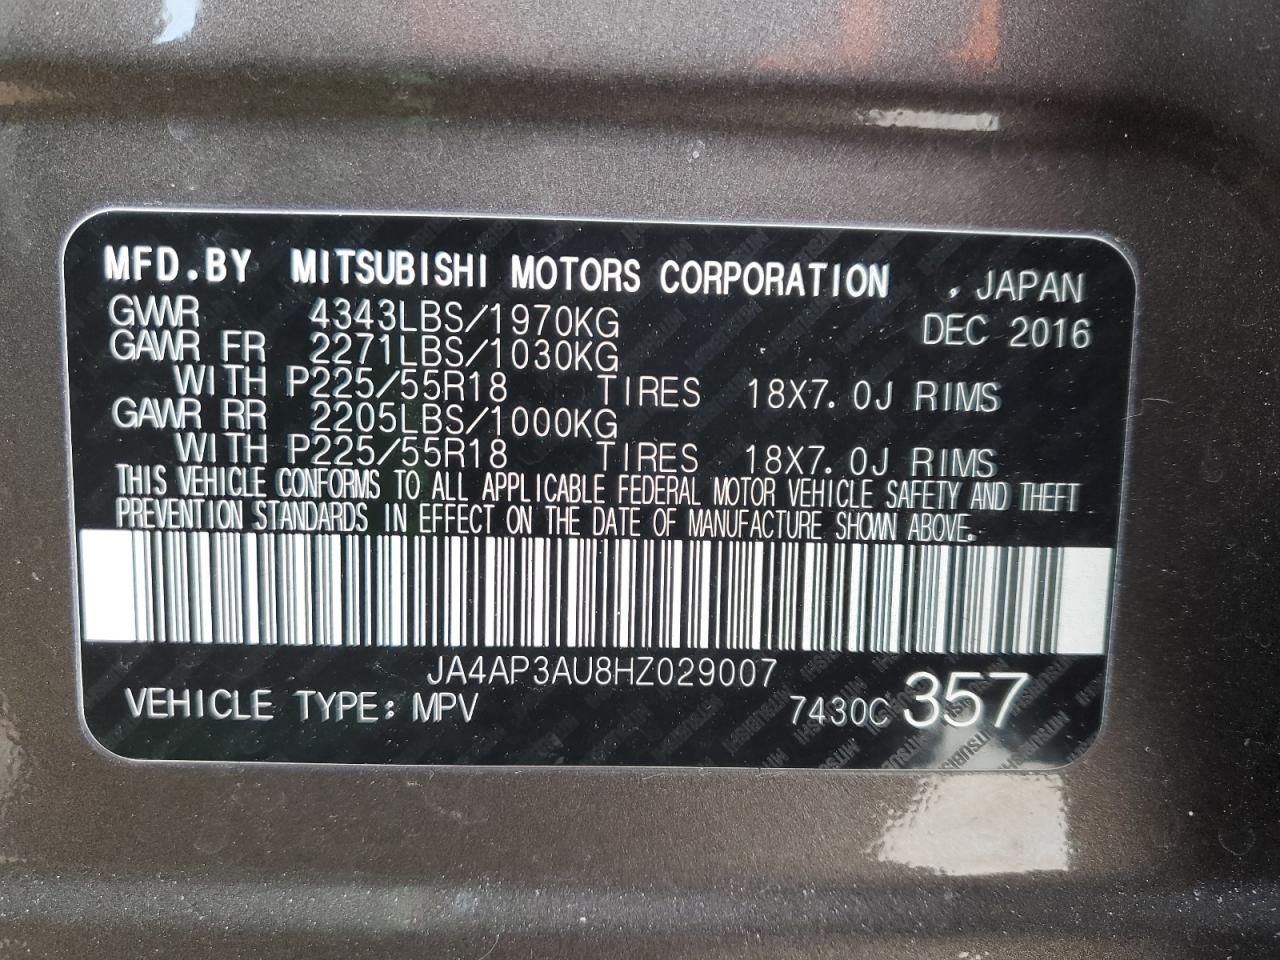 MFD.BY MITSUBISHI MOTORS CORPORATION , JAPAN
GVWR 4343LBS/1970KG DEC 2016
GAWR FR 2271LBS/1030KG
WITH P225/55R18 TIRES 18X7.0J RIMS
GAWR RR 2205LBS/1000KG
WITH P225/55R18 TIRES 18X7.0J RIMS
THIS VEHICLE CONFORMS TO ALL APPLICABLE FEDERAL MOTOR VEHICLE SAFETY AND THEFT
PREVENTION STANDARDS IN EFFECT ON THE DATE OF MANUFACTURE SHOWN ABOVE.
JA4AP3AU8HZ029007
VEHICLE TYPE: MPV 7430C 357